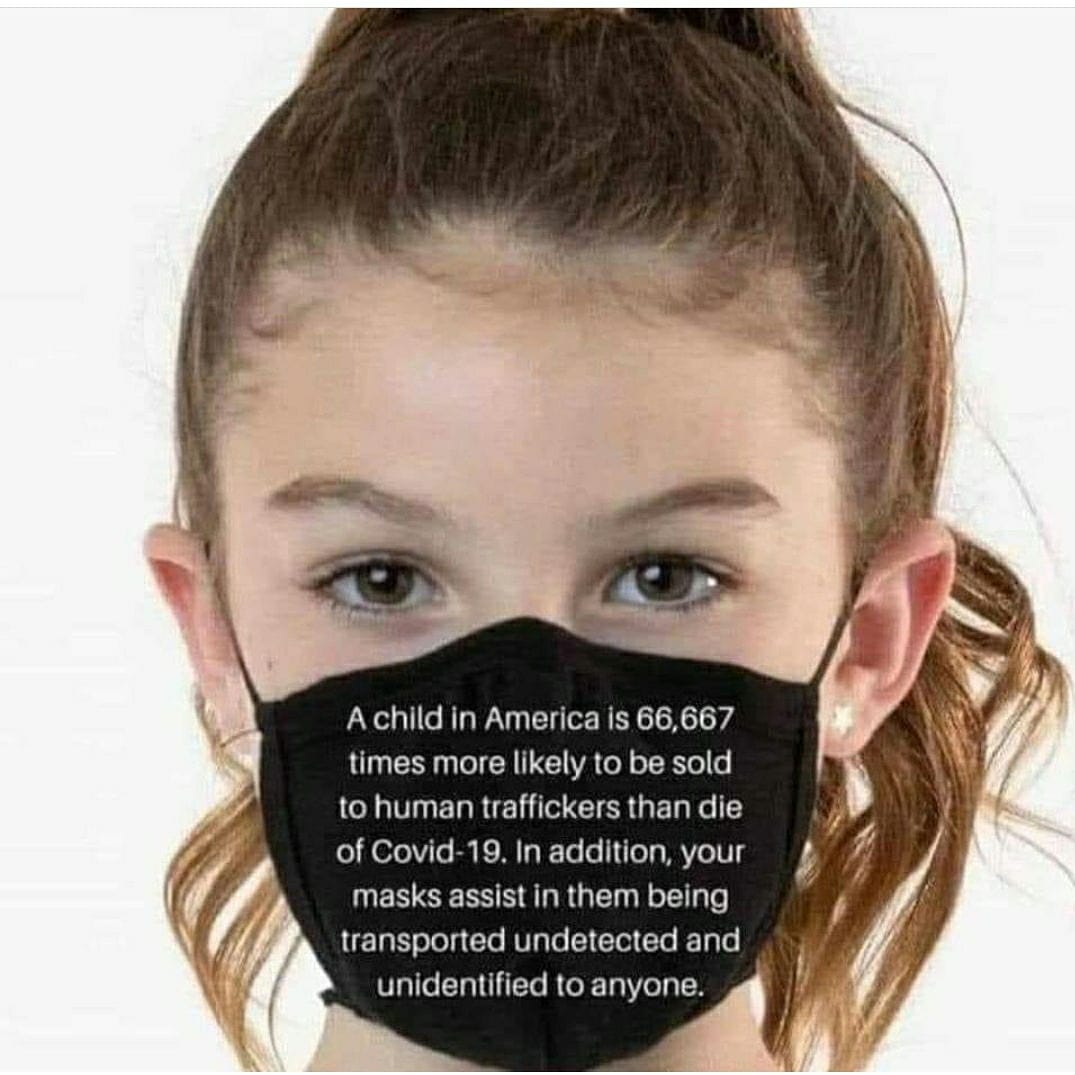 A child in America is 66,667
times more likely to be sold
to human traffickers than die
of Covid-19. In addition, your
masks assist in them being
transported undetected and
unidentified to anyone.